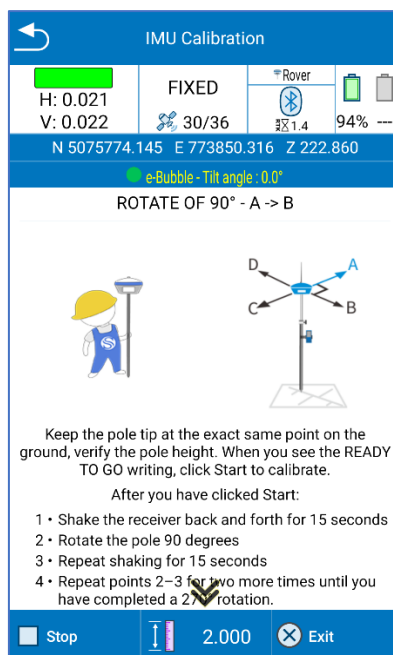 IMU Calibration
H: 0.021
V: 0.022
FIXED
30/36
Rover
RTK 1.4
94%
---
N 5075774.145 E 773850.316 Z 222.860
e-Bubble - Tilt angle : 0.0°
ROTATE OF 90° - A -> B
D
A
C
B
Keep the pole tip at the exact same point on the
ground, verify the pole height. When you see the READY
TO GO writing, click Start to calibrate.
After you have clicked Start:
1 • Shake the receiver back and forth for 15 seconds
2 • Rotate the pole 90 degrees
3 • Repeat shaking for 15 seconds
4 • Repeat points 2–3 for two more times until you
have completed a 270° rotation.
Stop
2.000
Exit